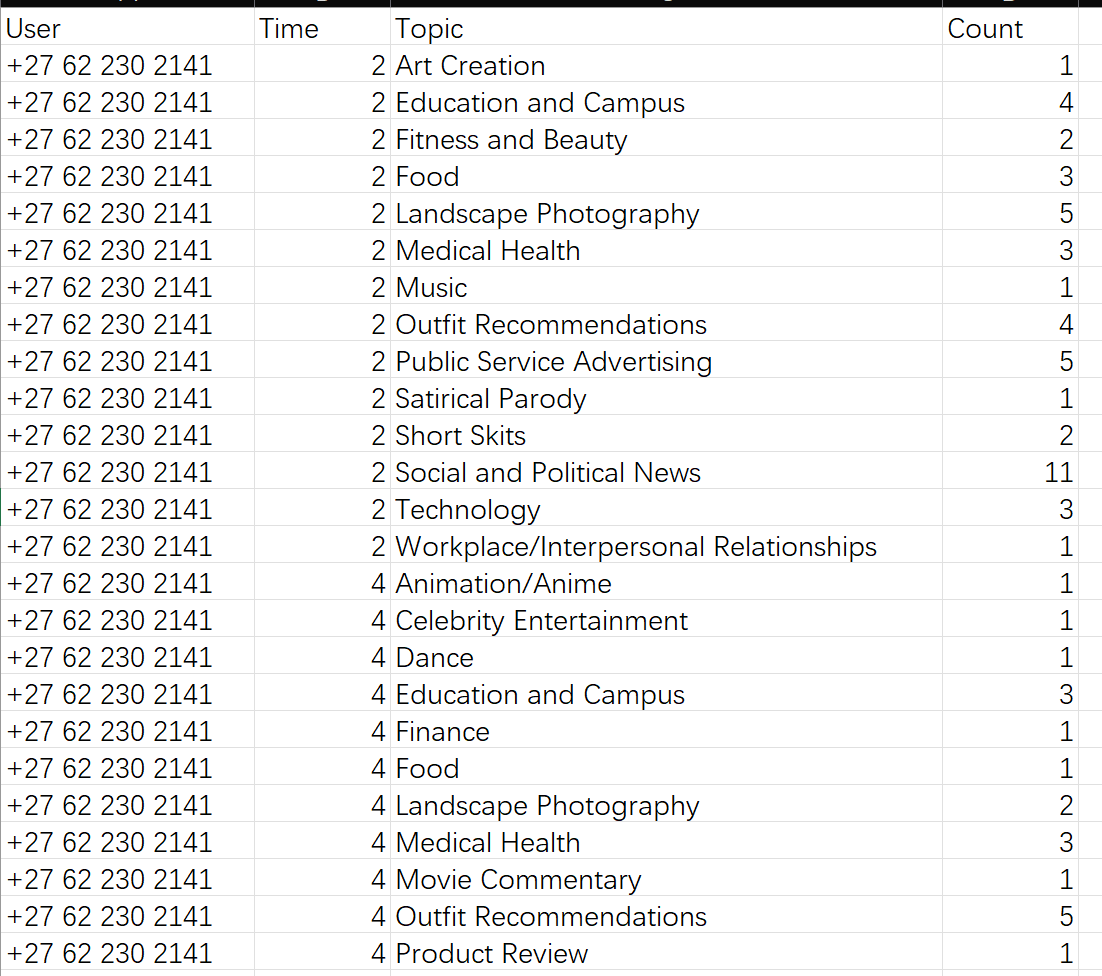 User Time Topic Count
+27 62 230 2141 2 Art Creation 1
+27 62 230 2141 2 Education and Campus 4
+27 62 230 2141 2 Fitness and Beauty 2
+27 62 230 2141 2 Food 3
+27 62 230 2141 2 Landscape Photography 5
+27 62 230 2141 2 Medical Health 3
+27 62 230 2141 2 Music 1
+27 62 230 2141 2 Outfit Recommendations 4
+27 62 230 2141 2 Public Service Advertising 5
+27 62 230 2141 2 Satirical Parody 1
+27 62 230 2141 2 Short Skits 2
+27 62 230 2141 2 Social and Political News 11
+27 62 230 2141 2 Technology 3
+27 62 230 2141 2 Workplace/Interpersonal Relationships 1
+27 62 230 2141 4 Animation/Anime 1
+27 62 230 2141 4 Celebrity Entertainment 1
+27 62 230 2141 4 Dance 1
+27 62 230 2141 4 Education and Campus 3
+27 62 230 2141 4 Finance 1
+27 62 230 2141 4 Food 1
+27 62 230 2141 4 Landscape Photography 2
+27 62 230 2141 4 Medical Health 3
+27 62 230 2141 4 Movie Commentary 1
+27 62 230 2141 4 Outfit Recommendations 5
+27 62 230 2141 4 Product Review 1